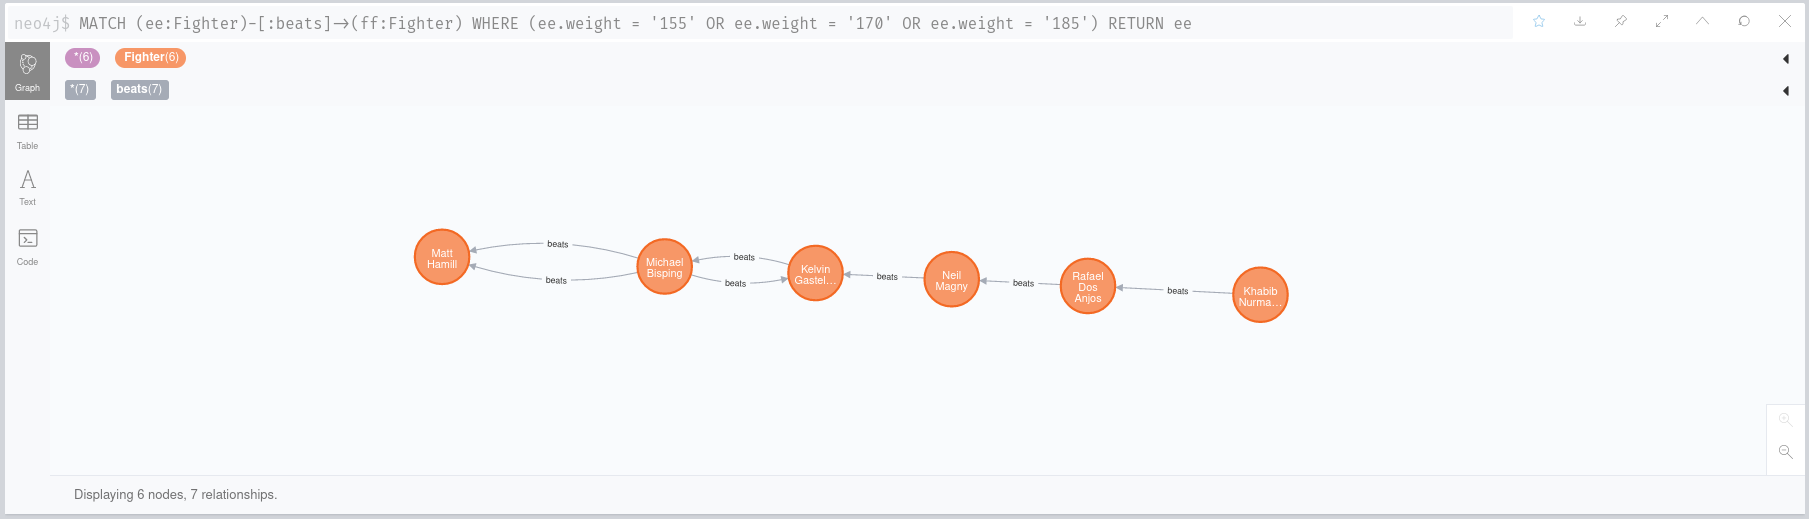 neo4j$ MATCH (ee:Fighter)-[:beats]->(ff:Fighter) WHERE (ee.weight = '155' OR ee.weight = '170' OR ee.weight = '185') RETURN ee
*(6) Fighter(6)
*(7) beats(7)
Graph
Table
A
Text
Code
Matt
Hamill
beats
beats
Michael
Bisping
beats
beats
Kelvin
Gastel...
beats
Neil
Magny
beats
Rafael
Dos
Anjos
beats
Khabib
Nurma...
Displaying 6 nodes, 7 relationships.